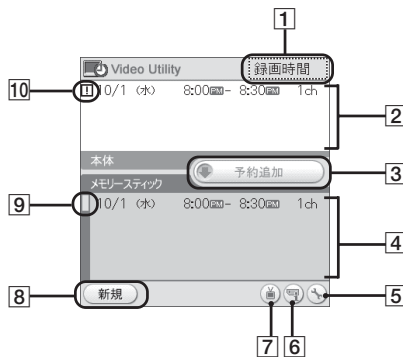 1
Video Utility 録画時間
10 ! 10/1 (水) 8:00PM- 8:30PM 1ch
2
本体
予約追加 3
メモリースティック
9 10/1 (水) 8:00PM- 8:30PM 1ch
4
8 新規 5
7 6